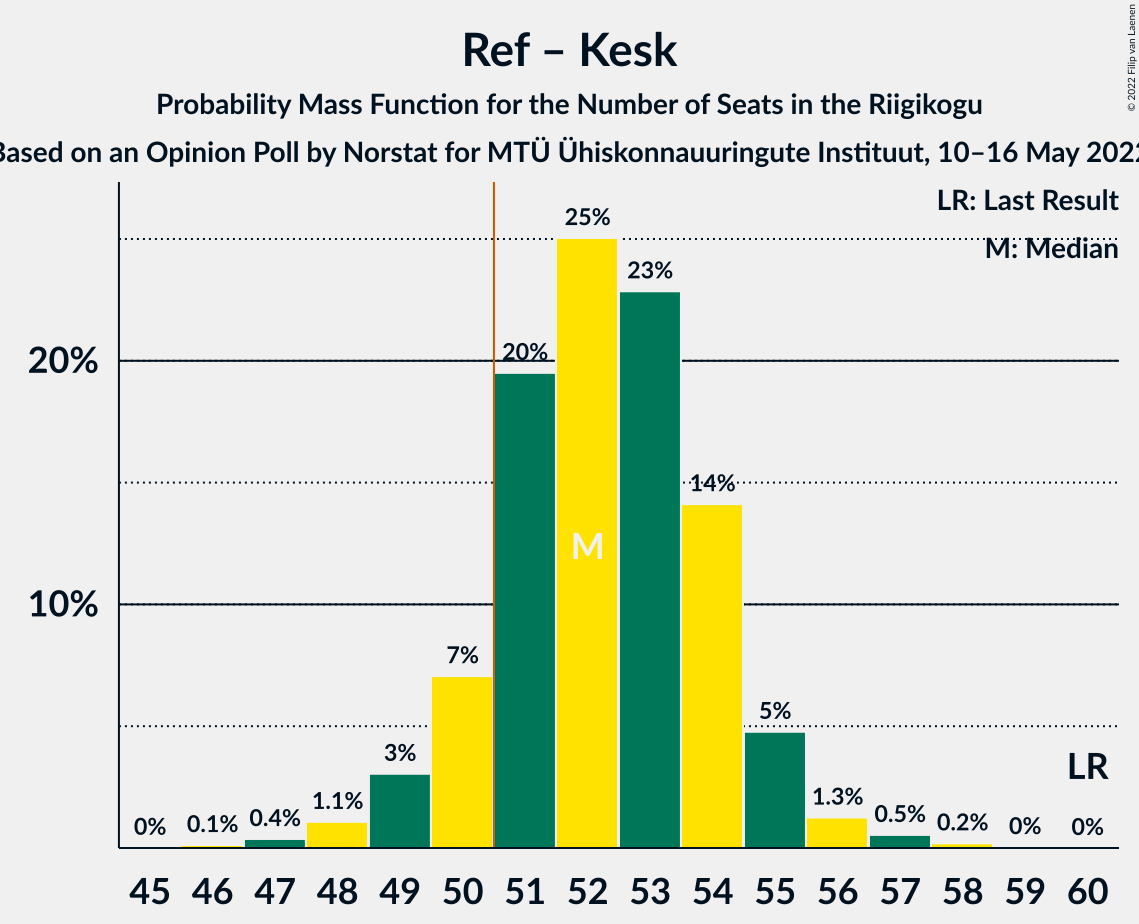 Ref – Kesk
Probability Mass Function for the Number of Seats in the Riigikogu
Based on an Opinion Poll by Norstat for MTÜ Ühiskonnauuringute Instituut, 10–16 May 2022
© 2022 Filip van Laenen
LR: Last Result
M: Median
25%
23%
20%
20%
14%
M
10%
7%
5%
3%
LR
1.1%
1.3%
0%
0.1%
0.4%
0.5%
0.2%
0%
0%
45 46 47 48 49 50 51 52 53 54 55 56 57 58 59 60